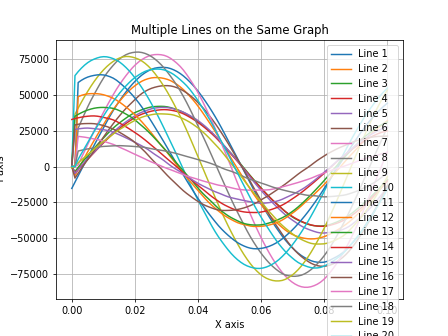 Multiple Lines on the Same Graph
75000
50000
25000
0
−25000
−50000
−75000
0.00
0.02
0.04
0.06
X axis
axis
Line 1
Line 2
Line 3
Line 4
Line 5
Line 6
Line 7
Line 8
Line 9
Line 10
Line 11
Line 12
Line 13
Line 14
Line 15
Line 16
Line 17
Line 18
Line 19
Line 20